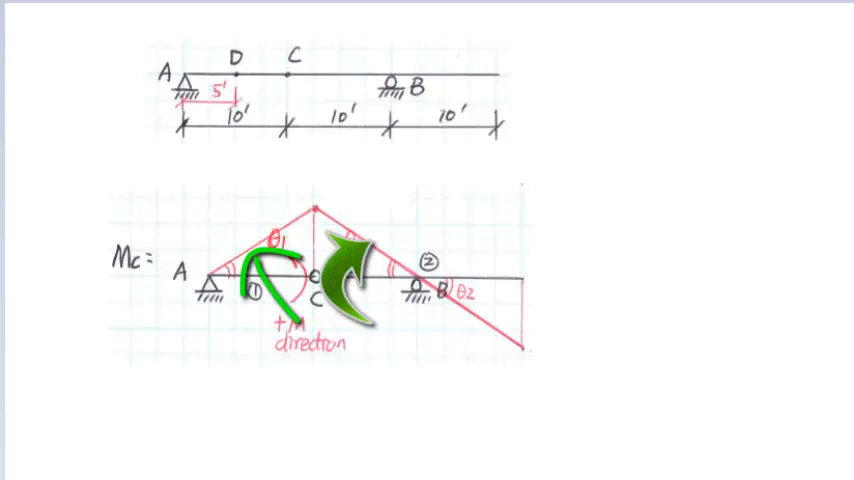 D C
A B
5'
10' 10' 10'
Mc= A θ1 ② B θ2
① C
+M
direction